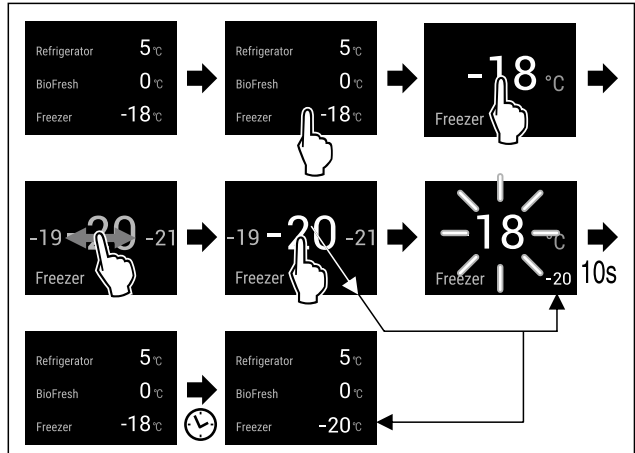 Refrigerator 5 °C
BioFresh 0 °C
Freezer -18 °C
Refrigerator 5 °C
BioFresh 0 °C
Freezer -18 °C
-18 °C
Freezer
-19 -20 -21
Freezer
-19 -20 -21
Freezer
-18 °C
Freezer -20
10s
Refrigerator 5 °C
BioFresh 0 °C
Freezer -18 °C
Refrigerator 5 °C
BioFresh 0 °C
Freezer -20 °C